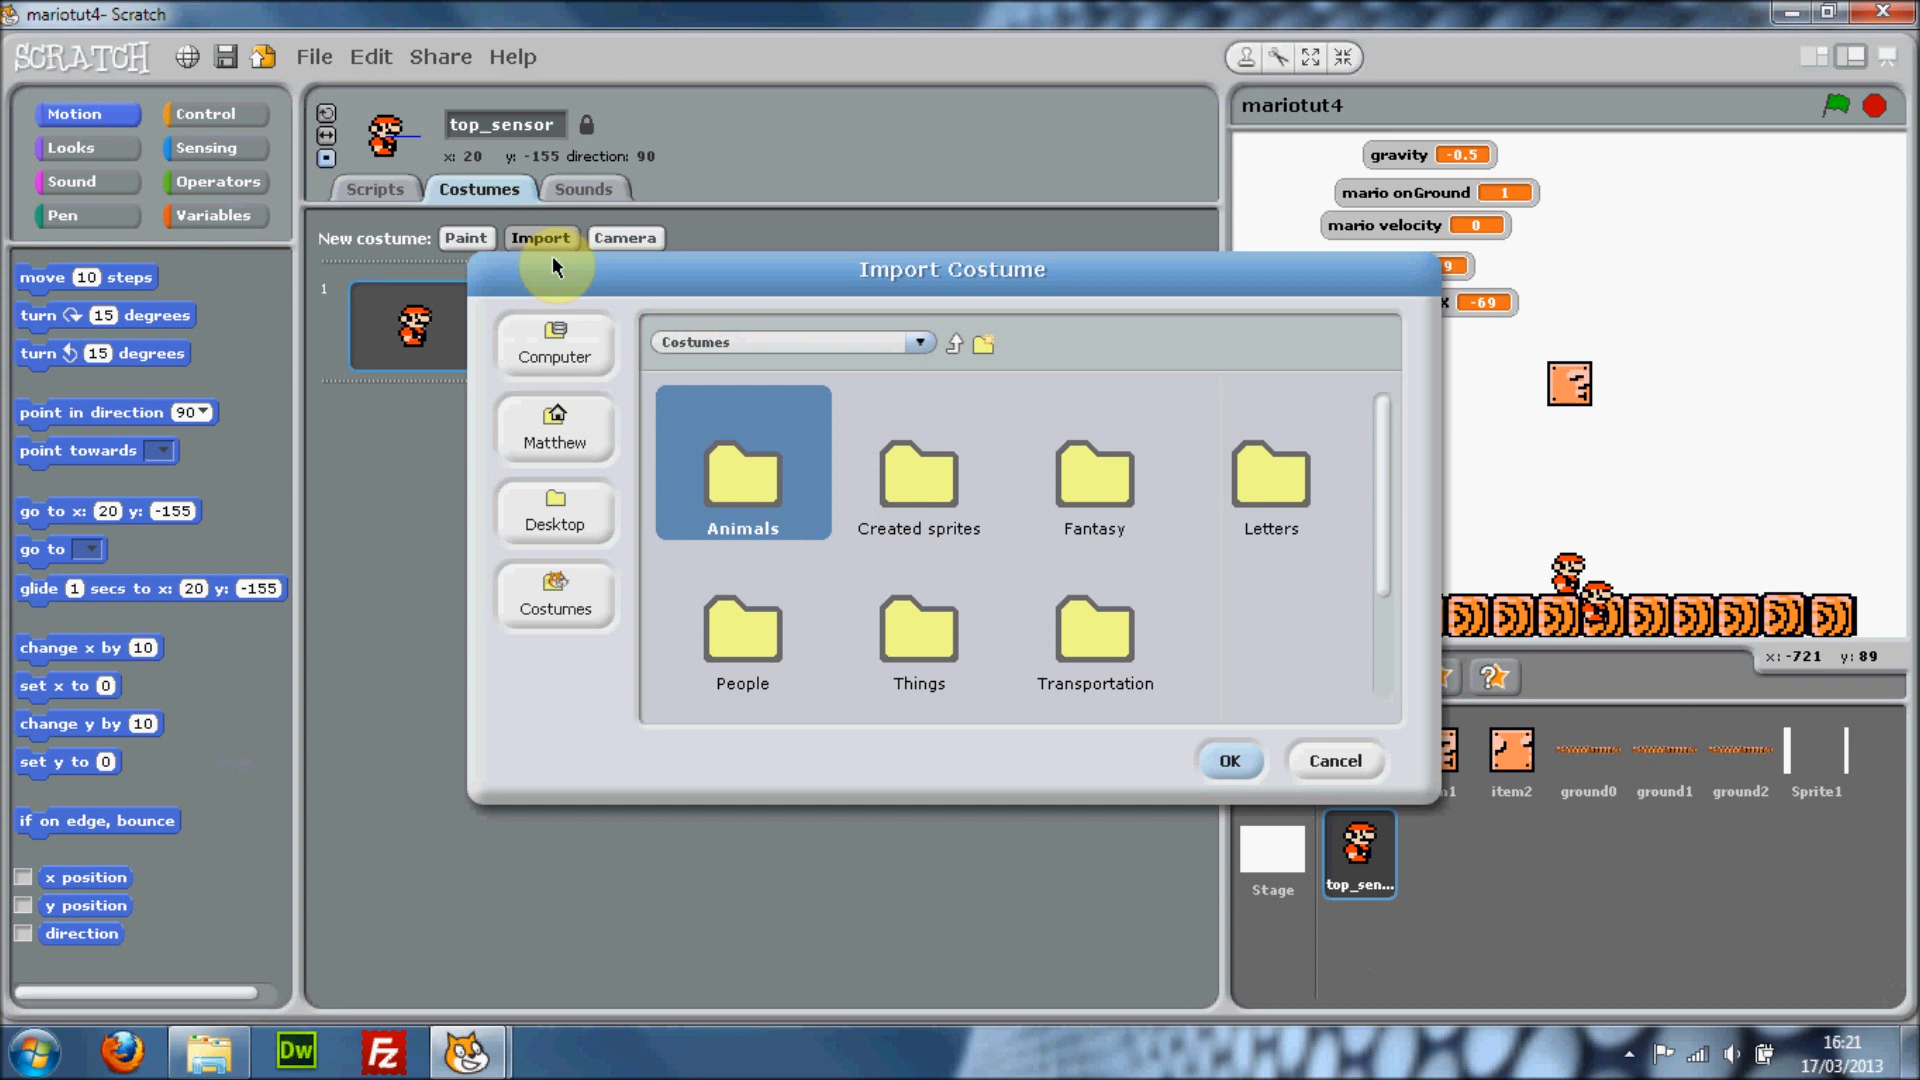 mariotut4- Scratch
SCRATCH File Edit Share Help
Motion Control
Looks Sensing
Sound Operators
Pen Variables
move 10 steps
turn 15 degrees
turn 15 degrees
point in direction 90
point towards
go to x: 20 y: -155
go to
glide 1 secs to x: 20 y: -155
change x by 10
set x to 0
change y by 10
set y to 0
if on edge, bounce
x position
y position
direction
top_sensor
x: 20 y: -155 direction: 90
Scripts Costumes Sounds
New costume: Paint Import Camera
1
Import Costume
Computer
Matthew
Desktop
Costumes
Costumes
Animals Created sprites Fantasy Letters
People Things Transportation
OK Cancel
mariotut4
gravity -0.5
mario onGround 1
mario velocity 0
9
X -69
x: -721 y: 89
item2 ground0 ground1 ground2 Sprite1
Stage
top_sen...
Dw
Fz
16:21
17/03/2013